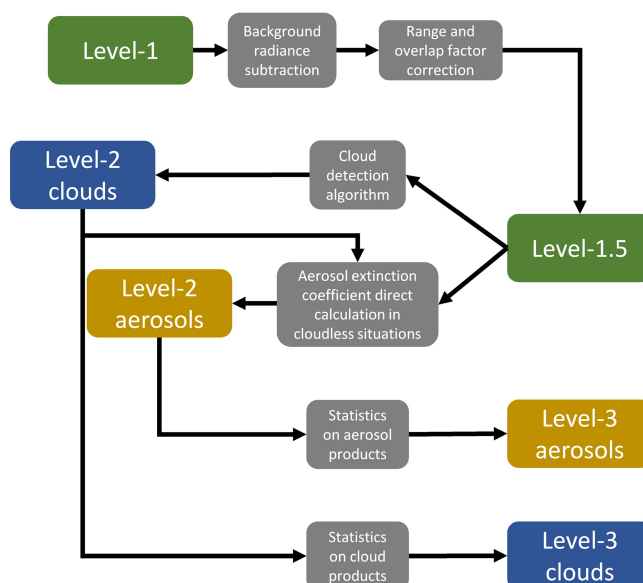 Level-1
Background
radiance
subtraction
Range and
overlap factor
correction
Level-2
clouds
Cloud
detection
algorithm
Level-1.5
Level-2
aerosols
Aerosol extinction
coefficient direct
calculation in
cloudless situations
Statistics
on aerosol
products
Level-3
aerosols
Statistics
on cloud
products
Level-3
clouds